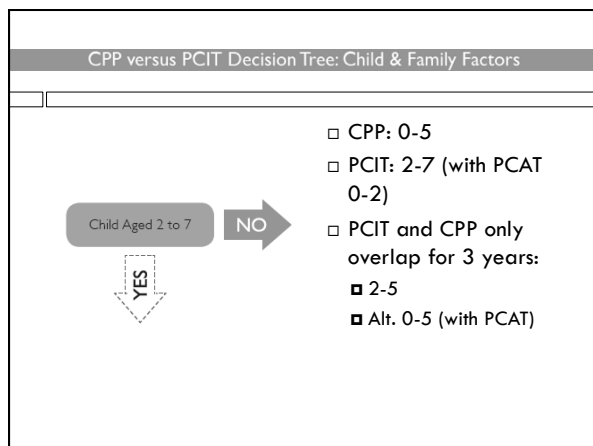 CPP versus PCIT Decision Tree: Child & Family Factors
Child Aged 2 to 7
NO
YES
CPP: 0-5
PCIT: 2-7 (with PCAT
0-2)
PCIT and CPP only
overlap for 3 years:
2-5
Alt. 0-5 (with PCAT)